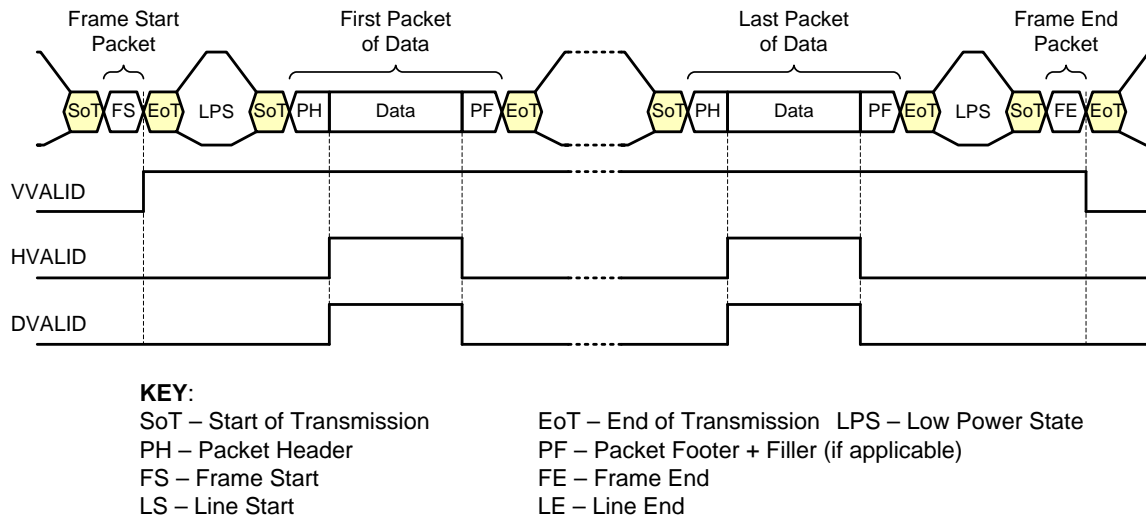 Frame Start
Packet
First Packet
of Data
Last Packet
of Data
Frame End
Packet
SoT FS EoT LPS SoT PH Data PF EoT SoT PH Data PF EoT LPS SoT FE EoT
VVALID
HVALID
DVALID
KEY:
SoT – Start of Transmission EoT – End of Transmission LPS – Low Power State
PH – Packet Header PF – Packet Footer + Filler (if applicable)
FS – Frame Start FE – Frame End
LS – Line Start LE – Line End